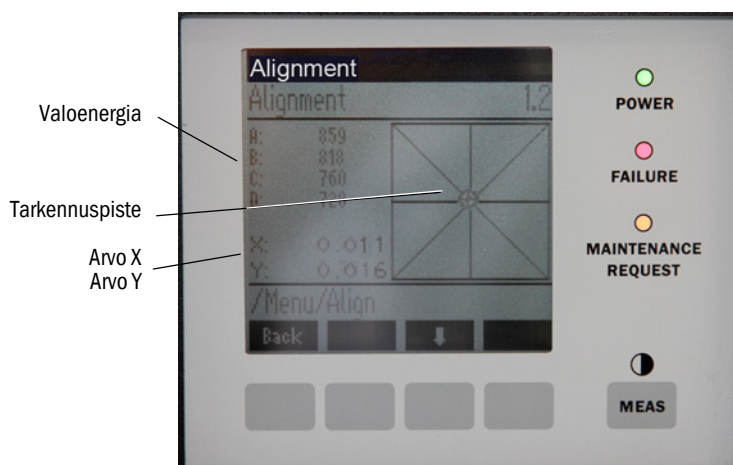 Alignment
Alignment 1.2
A: 859
B: 818
C: 760
D: 720
X: 0.011
Y: 0.016
/Menu/Align
Back
POWER
FAILURE
MAINTENANCE
REQUEST
MEAS
Valoenergia
Tarkennuspiste
Arvo X
Arvo Y